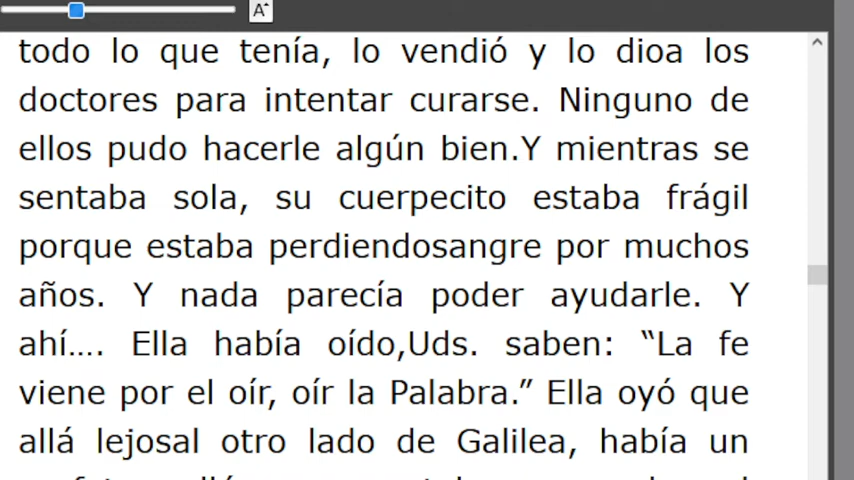 A
todo lo que tenía, lo vendió y lo dioa los
doctores para intentar curarse. Ninguno de
ellos pudo hacerle algún bien.Y mientras se
sentaba sola, su cuerpecito estaba frágil
porque estaba perdiendosangre por muchos
años. Y nada parecía poder ayudarle. Y
ahí…. Ella había oído,Uds. saben: “La fe
viene por el oír, oír la Palabra.” Ella oyó que
allá lejosal otro lado de Galilea, había un